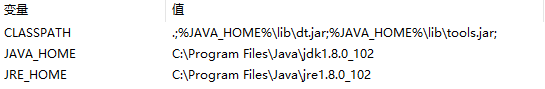 变量 值
CLASSPATH .;%JAVA_HOME%\lib\dt.jar;%JAVA_HOME%\lib\tools.jar;
JAVA_HOME C:\Program Files\Java\jdk1.8.0_102
JRE_HOME C:\Program Files\Java\jre1.8.0_102